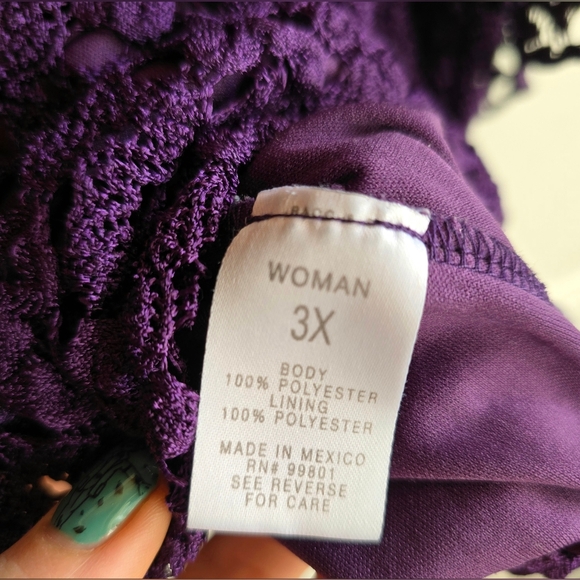 WOMAN
3X
BODY
100% POLYESTER
LINING
100% POLYESTER
MADE IN MEXICO
RN# 99801
SEE REVERSE
FOR CARE